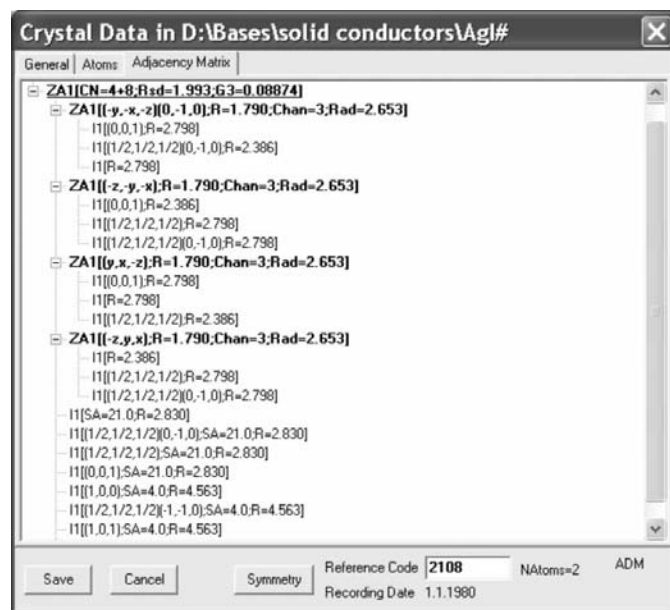 Crystal Data in D:\Bases\solid conductors\AgI#
General Atoms Adjacency Matrix
ZA1[CN=4+8;Rsd=1.993;G3=0.08874]
ZA1[(-y,-x,-z)(0,-1,0);R=1.790;Chan=3;Rad=2.653]
I1[(0,0,1);R=2.798]
I1[(1/2,1/2,1/2)(0,-1,0);R=2.386]
I1[R=2.798]
ZA1[(-z,-y,-x);R=1.790;Chan=3;Rad=2.653]
I1[(0,0,1);R=2.386]
I1[(1/2,1/2,1/2);R=2.798]
I1[(1/2,1/2,1/2)(0,-1,0);R=2.798]
ZA1[(y,x,-z);R=1.790;Chan=3;Rad=2.653]
I1[(0,0,1);R=2.798]
I1[R=2.798]
I1[(1/2,1/2,1/2);R=2.386]
ZA1[(-z,y,x);R=1.790;Chan=3;Rad=2.653]
I1[R=2.386]
I1[(1/2,1/2,1/2);R=2.798]
I1[(1/2,1/2,1/2)(0,-1,0);R=2.798]
I1[SA=21.0;R=2.830]
I1[(1/2,1/2,1/2)(0,-1,0);SA=21.0;R=2.830]
I1[(1/2,1/2,1/2);SA=21.0;R=2.830]
I1[(0,0,1);SA=21.0;R=2.830]
I1[(1,0,0);SA=4.0;R=4.563]
I1[(1/2,1/2,1/2)(-1,-1,0);SA=4.0;R=4.563]
I1[(1,0,1);SA=4.0;R=4.563]
Save Cancel Symmetry Reference Code 2108 NAtoms=2 ADM
Recording Date 1.1.1980